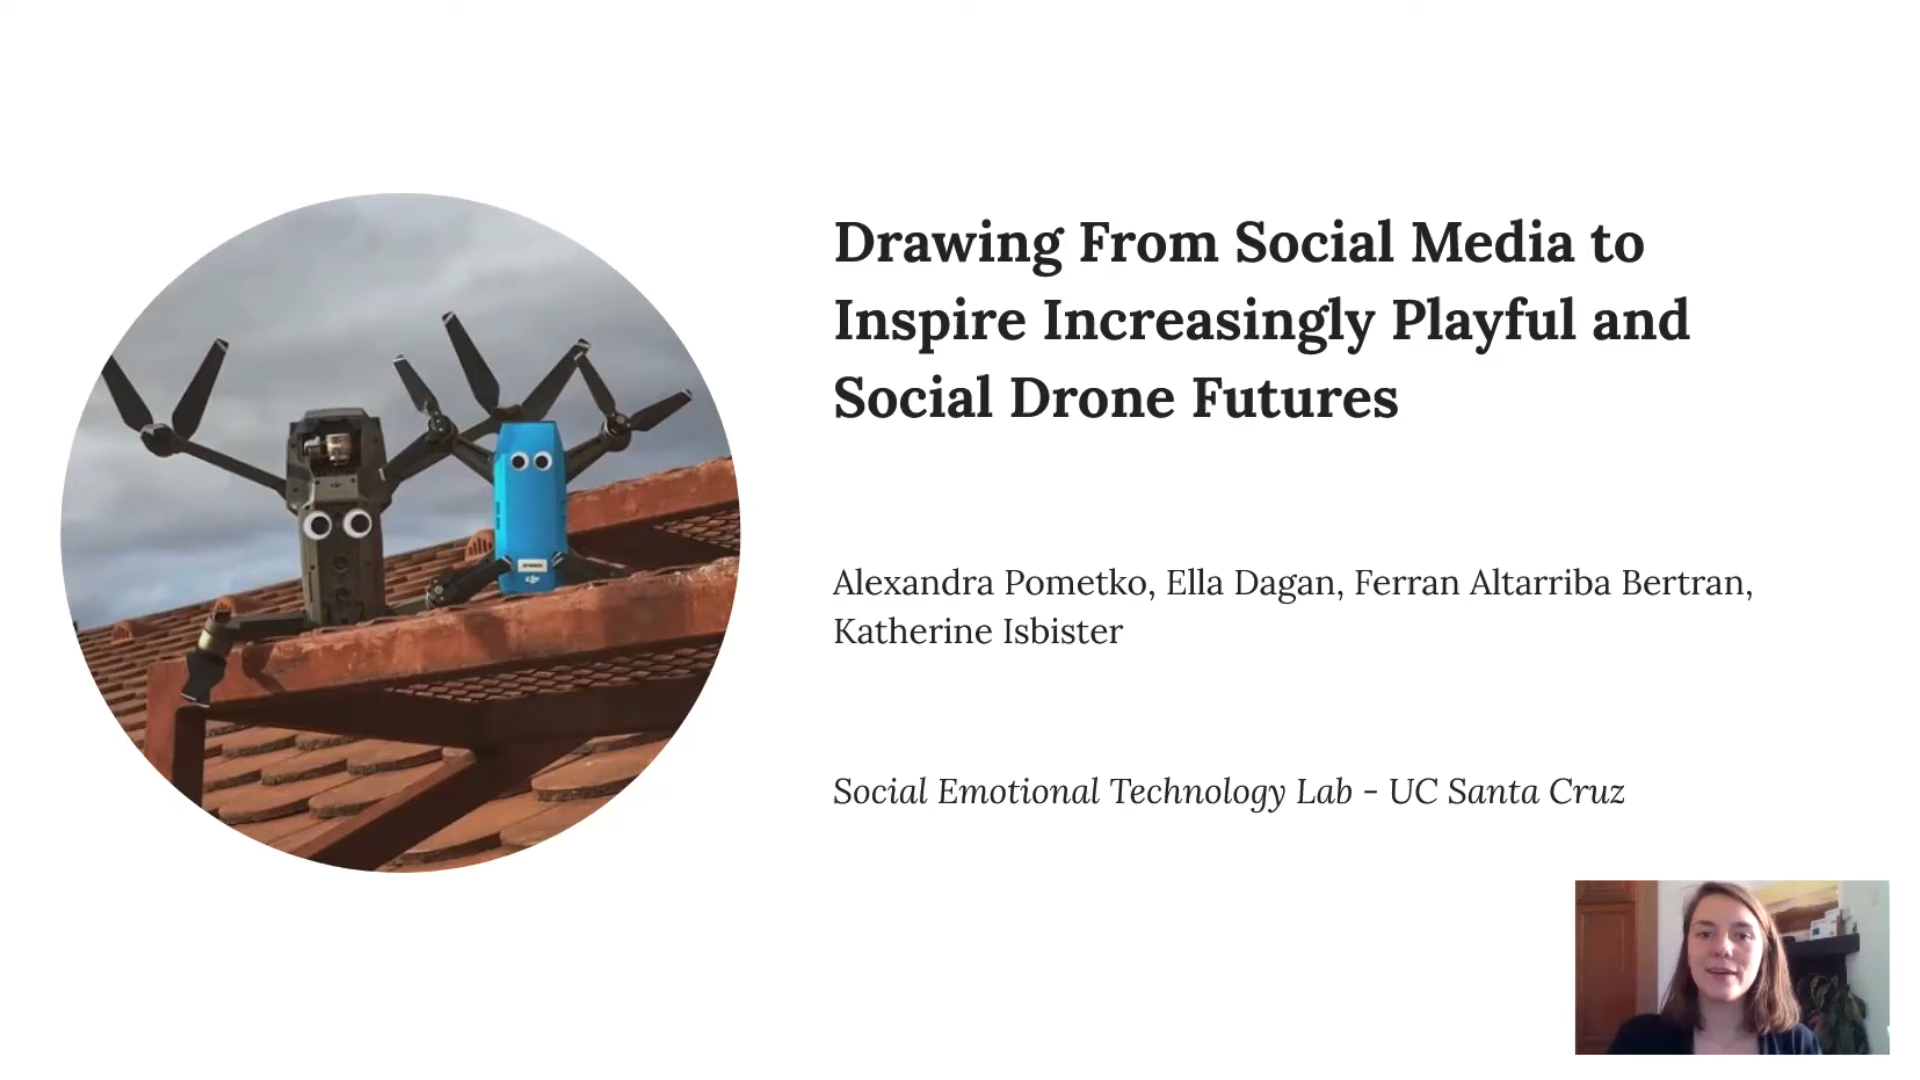 Drawing From Social Media to
Inspire Increasingly Playful and
Social Drone Futures
Alexandra Pometko, Ella Dagan, Ferran Altarriba Bertran,
Katherine Isbister
Social Emotional Technology Lab - UC Santa Cruz